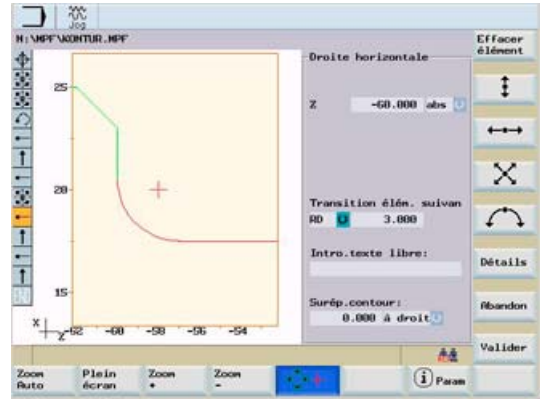 Jog
N:\MPF\KONTUR.MPF
Effacer
élément
Droite horizontale
Z -60.000 abs
25
20
15
X
Z
-62 -60 -58 -56 -54
Transition élém. suivan
RD 3.000
Intro.texte libre:
Surép.contour:
0.000 à droit
Détails
Abandon
Valider
Zoom
Auto
Plein
écran
Zoom
+
Zoom
-
i Param